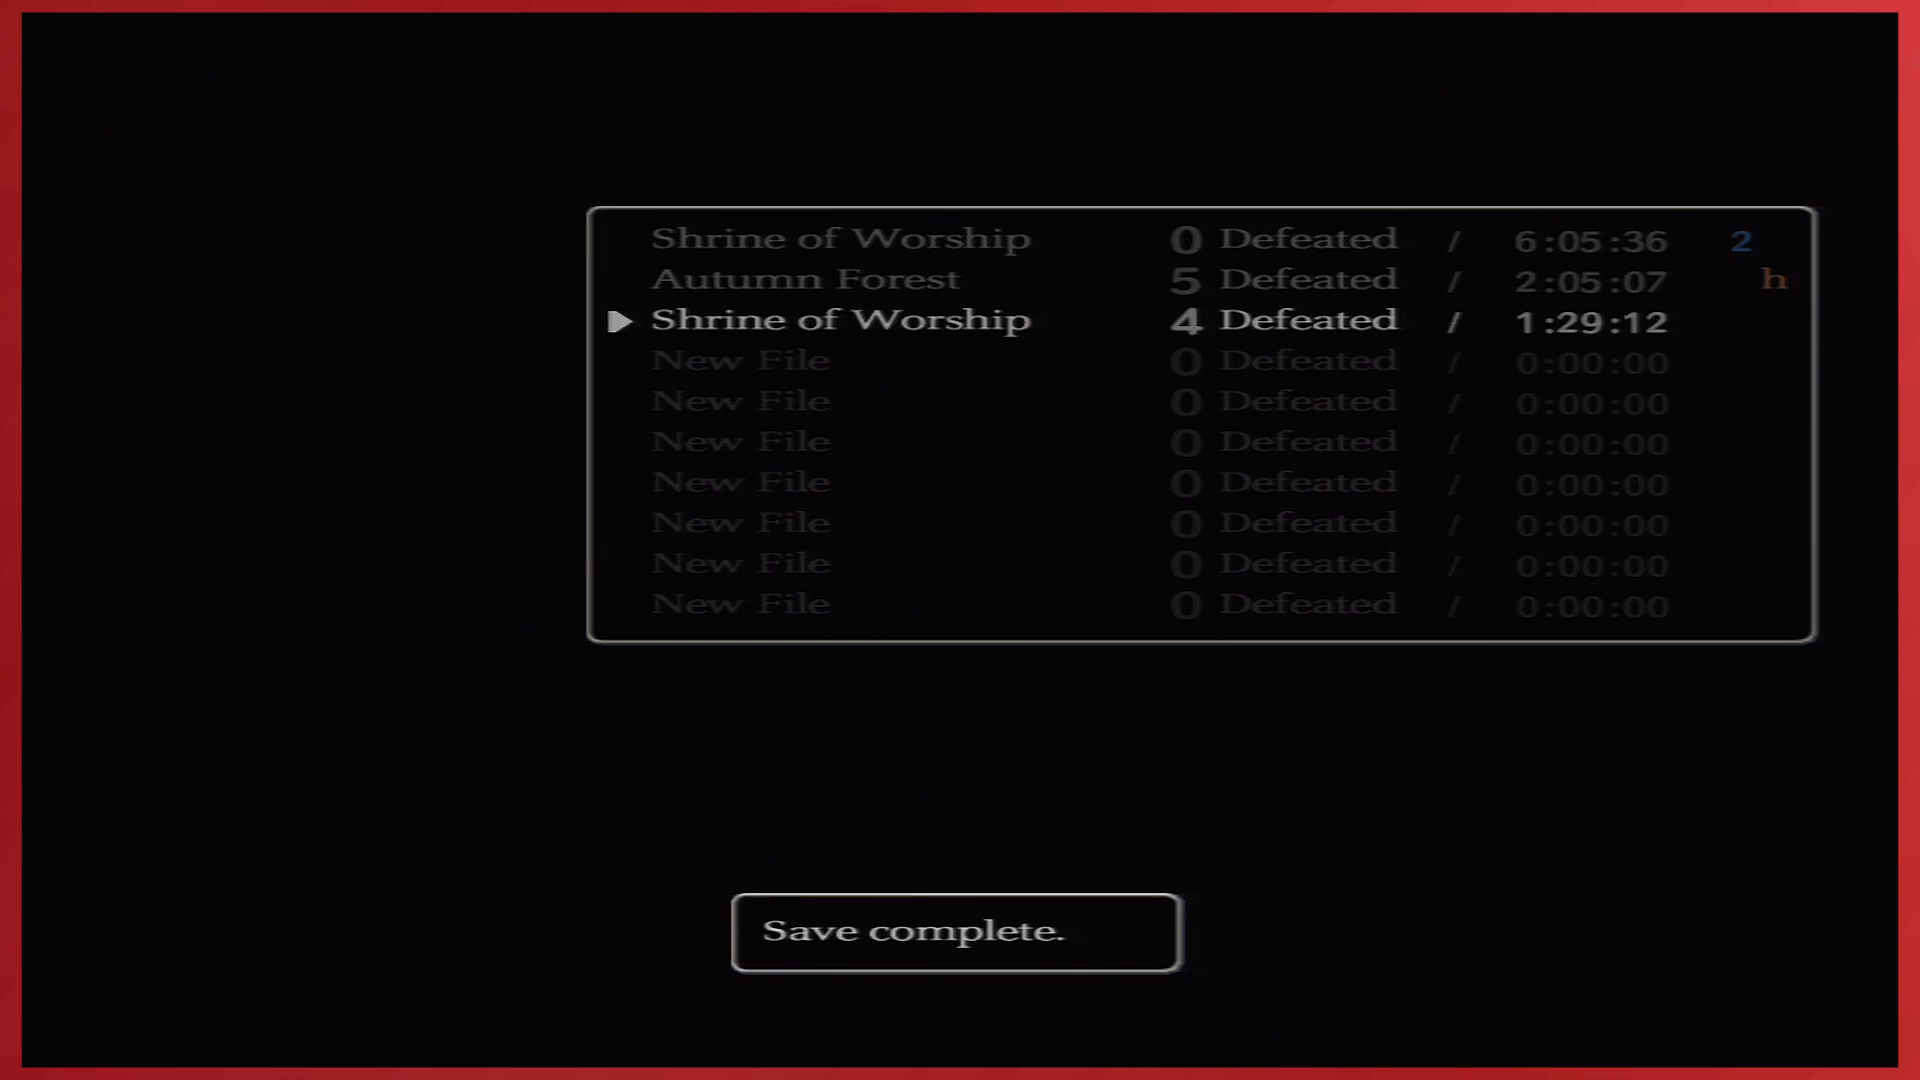 Shrine of Worship 0 Defeated / 6:05:36 2
Autumn Forest 5 Defeated / 2:05:07 h
Shrine of Worship 4 Defeated / 1:29:12
New File 0 Defeated / 0:00:00
New File 0 Defeated / 0:00:00
New File 0 Defeated / 0:00:00
New File 0 Defeated / 0:00:00
New File 0 Defeated / 0:00:00
New File 0 Defeated / 0:00:00
New File 0 Defeated / 0:00:00
Save complete.